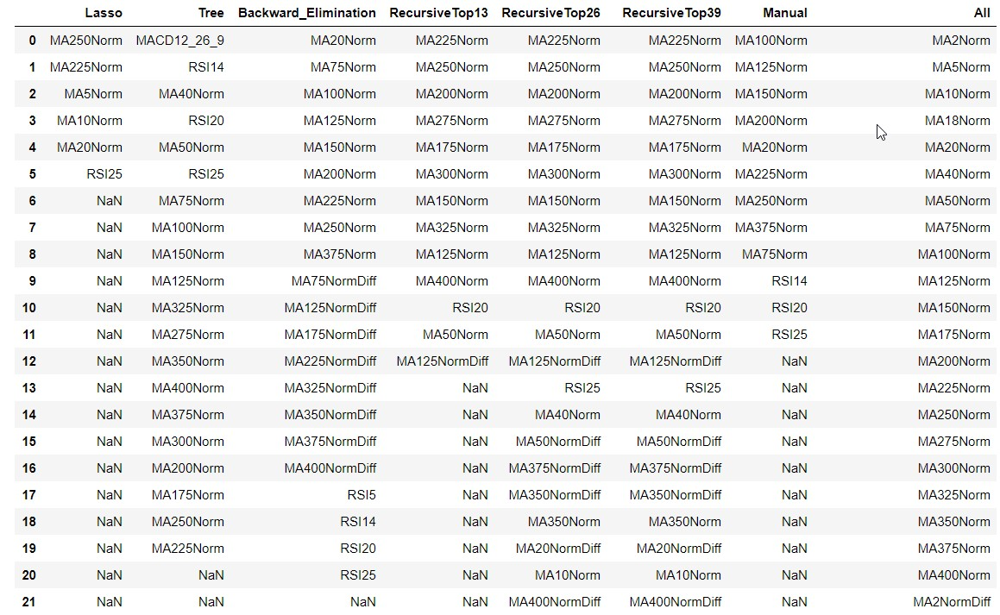 Lasso Tree Backward_Elimination RecursiveTop13 RecursiveTop26 RecursiveTop39 Manual All
0 MA250Norm MACD12_26_9 MA20Norm MA225Norm MA225Norm MA225Norm MA100Norm MA2Norm
1 MA225Norm RSI14 MA75Norm MA250Norm MA250Norm MA250Norm MA125Norm MA5Norm
2 MA5Norm MA40Norm MA100Norm MA200Norm MA200Norm MA200Norm MA150Norm MA10Norm
3 MA10Norm RSI20 MA125Norm MA275Norm MA275Norm MA275Norm MA200Norm MA18Norm
4 MA20Norm MA50Norm MA150Norm MA175Norm MA175Norm MA175Norm MA20Norm MA20Norm
5 RSI25 RSI25 MA200Norm MA300Norm MA300Norm MA300Norm MA225Norm MA40Norm
6 NaN MA75Norm MA225Norm MA150Norm MA150Norm MA150Norm MA250Norm MA50Norm
7 NaN MA100Norm MA250Norm MA325Norm MA325Norm MA325Norm MA375Norm MA75Norm
8 NaN MA150Norm MA375Norm MA125Norm MA125Norm MA125Norm MA75Norm MA100Norm
9 NaN MA125Norm MA75NormDiff MA400Norm MA400Norm MA400Norm RSI14 MA125Norm
10 NaN MA325Norm MA125NormDiff RSI20 RSI20 RSI20 RSI20 MA150Norm
11 NaN MA275Norm MA175NormDiff MA50Norm MA50Norm MA50Norm RSI25 MA175Norm
12 NaN MA350Norm MA225NormDiff MA125NormDiff MA125NormDiff MA125NormDiff NaN MA200Norm
13 NaN MA400Norm MA325NormDiff NaN RSI25 RSI25 NaN MA225Norm
14 NaN MA375Norm MA350NormDiff NaN MA40Norm MA40Norm NaN MA250Norm
15 NaN MA300Norm MA375NormDiff NaN MA50NormDiff MA50NormDiff NaN MA275Norm
16 NaN MA200Norm MA400NormDiff NaN MA375NormDiff MA375NormDiff NaN MA300Norm
17 NaN MA175Norm RSI5 NaN MA350NormDiff MA350NormDiff NaN MA325Norm
18 NaN MA250Norm RSI14 NaN MA350Norm MA350Norm NaN MA350Norm
19 NaN MA225Norm RSI20 NaN MA20NormDiff MA20NormDiff NaN MA375Norm
20 NaN NaN RSI25 NaN MA10Norm MA10Norm NaN MA400Norm
21 NaN NaN NaN NaN MA400NormDiff MA400NormDiff NaN MA2NormDiff